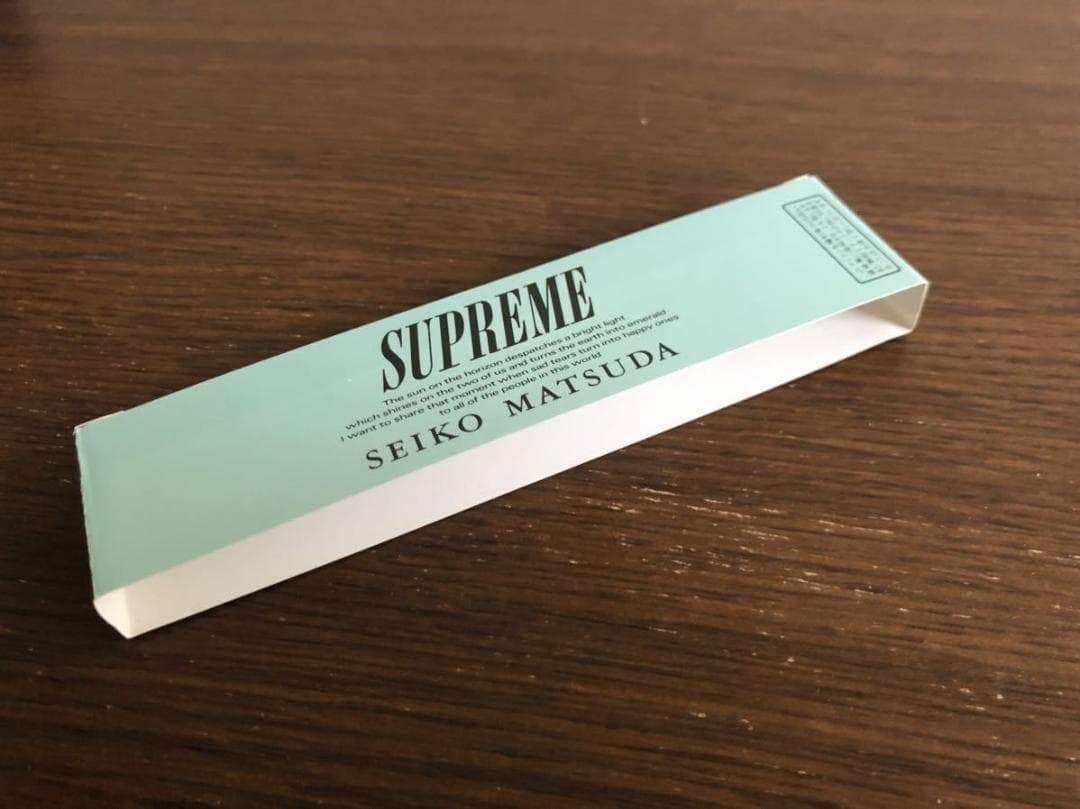 SUPREME
The sun on the horizon despatches a bright light
which shines on the two of us and turns the earth into emerald
I want to share that moment when sad tears turn into happy ones
to all of the people in this world
SEIKO MATSUDA